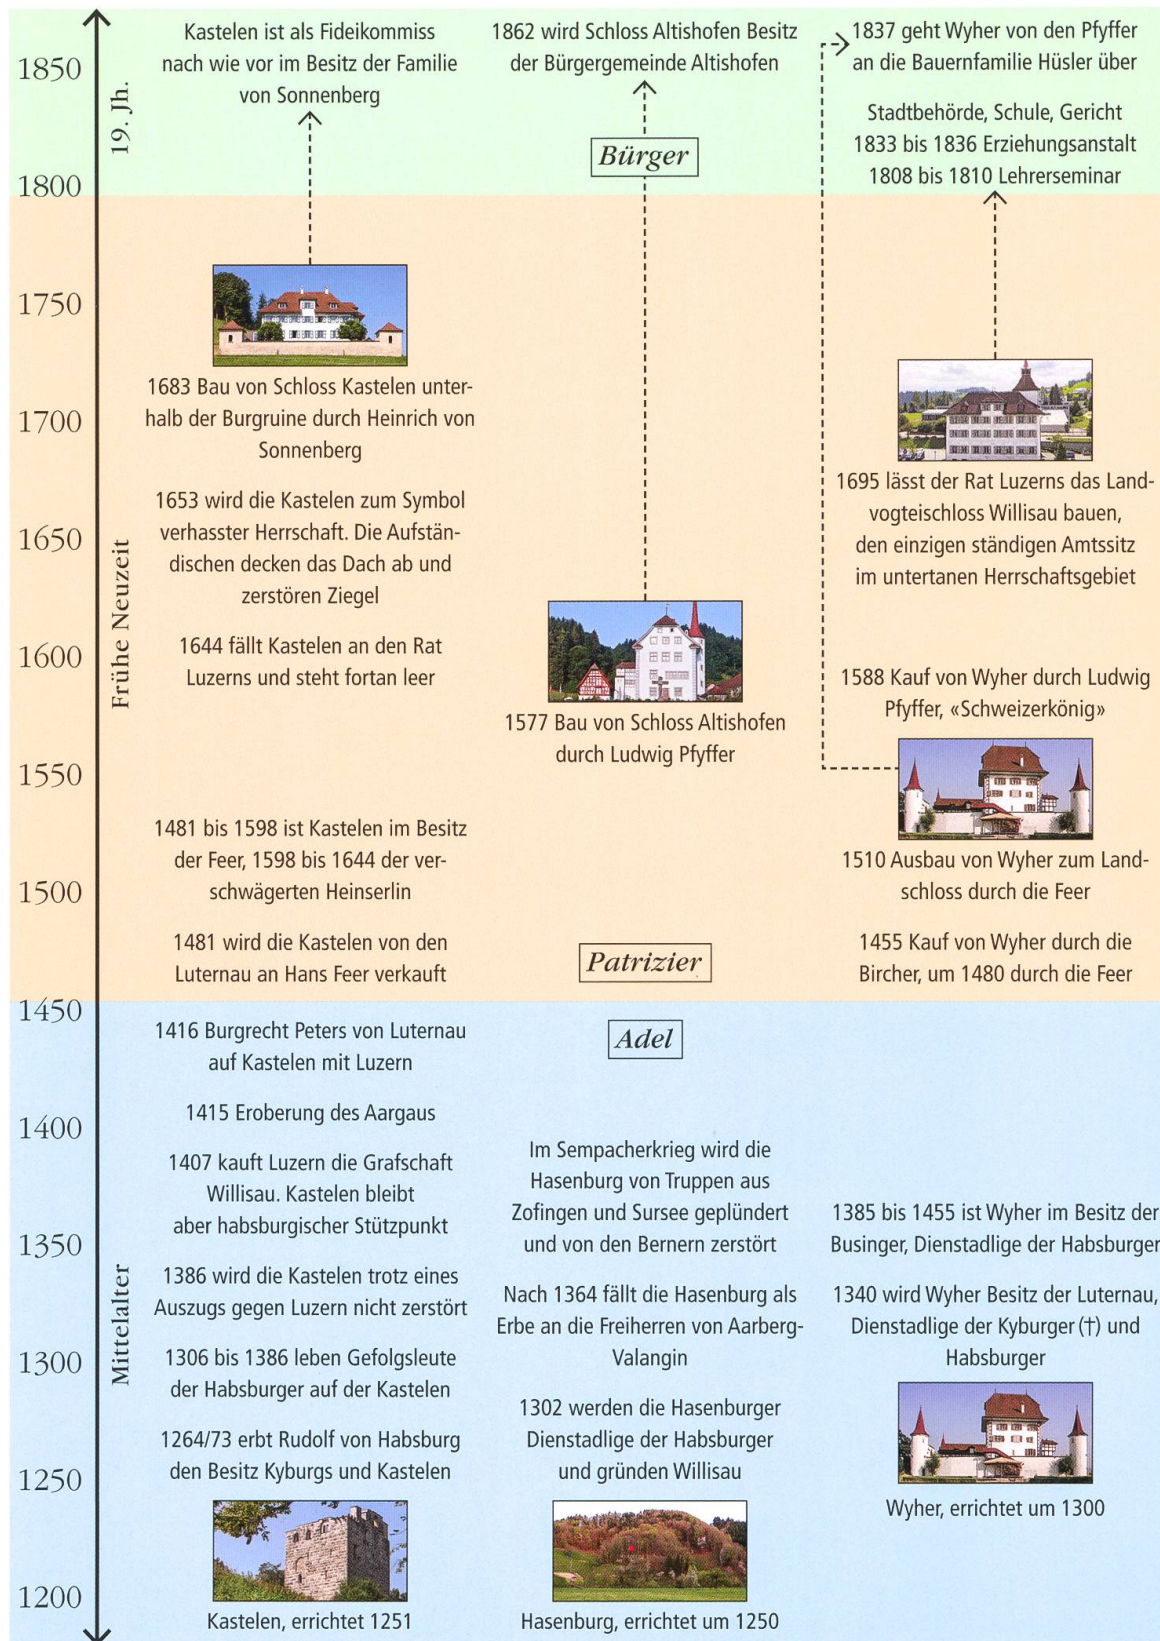 1850
1800
1750
1700
1650
1600
1550
1500
1450
1400
1350
1300
1250
1200
19. Jh.
Frühe Neuzeit
Mittelalter
Kastelen ist als Fideikommiss
nach wie vor im Besitz der Familie
von Sonnenberg
1683 Bau von Schloss Kastelen unter-
halb der Burgruine durch Heinrich von
Sonnenberg
1653 wird die Kastelen zum Symbol
verhasster Herrschaft. Die Aufstän-
dischen decken das Dach ab und
zerstören Ziegel
1644 fällt Kastelen an den Rat
Luzerns und steht fortan leer
1481 bis 1598 ist Kastelen im Besitz
der Feer, 1598 bis 1644 der ver-
schwägerten Heinserlin
1481 wird die Kastelen von den
Luternau an Hans Feer verkauft
1416 Burgrecht Peters von Luternau
auf Kastelen mit Luzern
1415 Eroberung des Aargaus
1407 kauft Luzern die Grafschaft
Willisau. Kastelen bleibt
aber habsburgischer Stützpunkt
1386 wird die Kastelen trotz eines
Auszugs gegen Luzern nicht zerstört
1306 bis 1386 leben Gefolgsleute
der Habsburger auf der Kastelen
1264/73 erbt Rudolf von Habsburg
den Besitz Kyburgs und Kastelen
Kastelen, errichtet 1251
1862 wird Schloss Altishofen Besitz
der Bürgergemeinde Altishofen
Bürger
1577 Bau von Schloss Altishofen
durch Ludwig Pfyffer
Patrizier
Adel
Im Sempacherkrieg wird die
Hasenburg von Truppen aus
Zofingen und Sursee geplündert
und von den Bernern zerstört
Nach 1364 fällt die Hasenburg als
Erbe an die Freiherren von Aarberg-
Valangin
1302 werden die Hasenburger
Dienstadlige der Habsburger
und gründen Willisau
Hasenburg, errichtet um 1250
1837 geht Wyher von den Pfyffer
an die Bauernfamilie Hüsler über
Stadtbehörde, Schule, Gericht
1833 bis 1836 Erziehungsanstalt
1808 bis 1810 Lehrerseminar
1695 lässt der Rat Luzerns das Land-
vogteischloss Willisau bauen,
den einzigen ständigen Amtssitz
im untertanen Herrschaftsgebiet
1588 Kauf von Wyher durch Ludwig
Pfyffer, «Schweizerkönig»
1510 Ausbau von Wyher zum Land-
schloss durch die Feer
1455 Kauf von Wyher durch die
Bircher, um 1480 durch die Feer
1385 bis 1455 ist Wyher im Besitz der
Businger, Dienstadlige der Habsburger
1340 wird Wyher Besitz der Luternau,
Dienstadlige der Kyburger (†) und
Habsburger
Wyher, errichtet um 1300